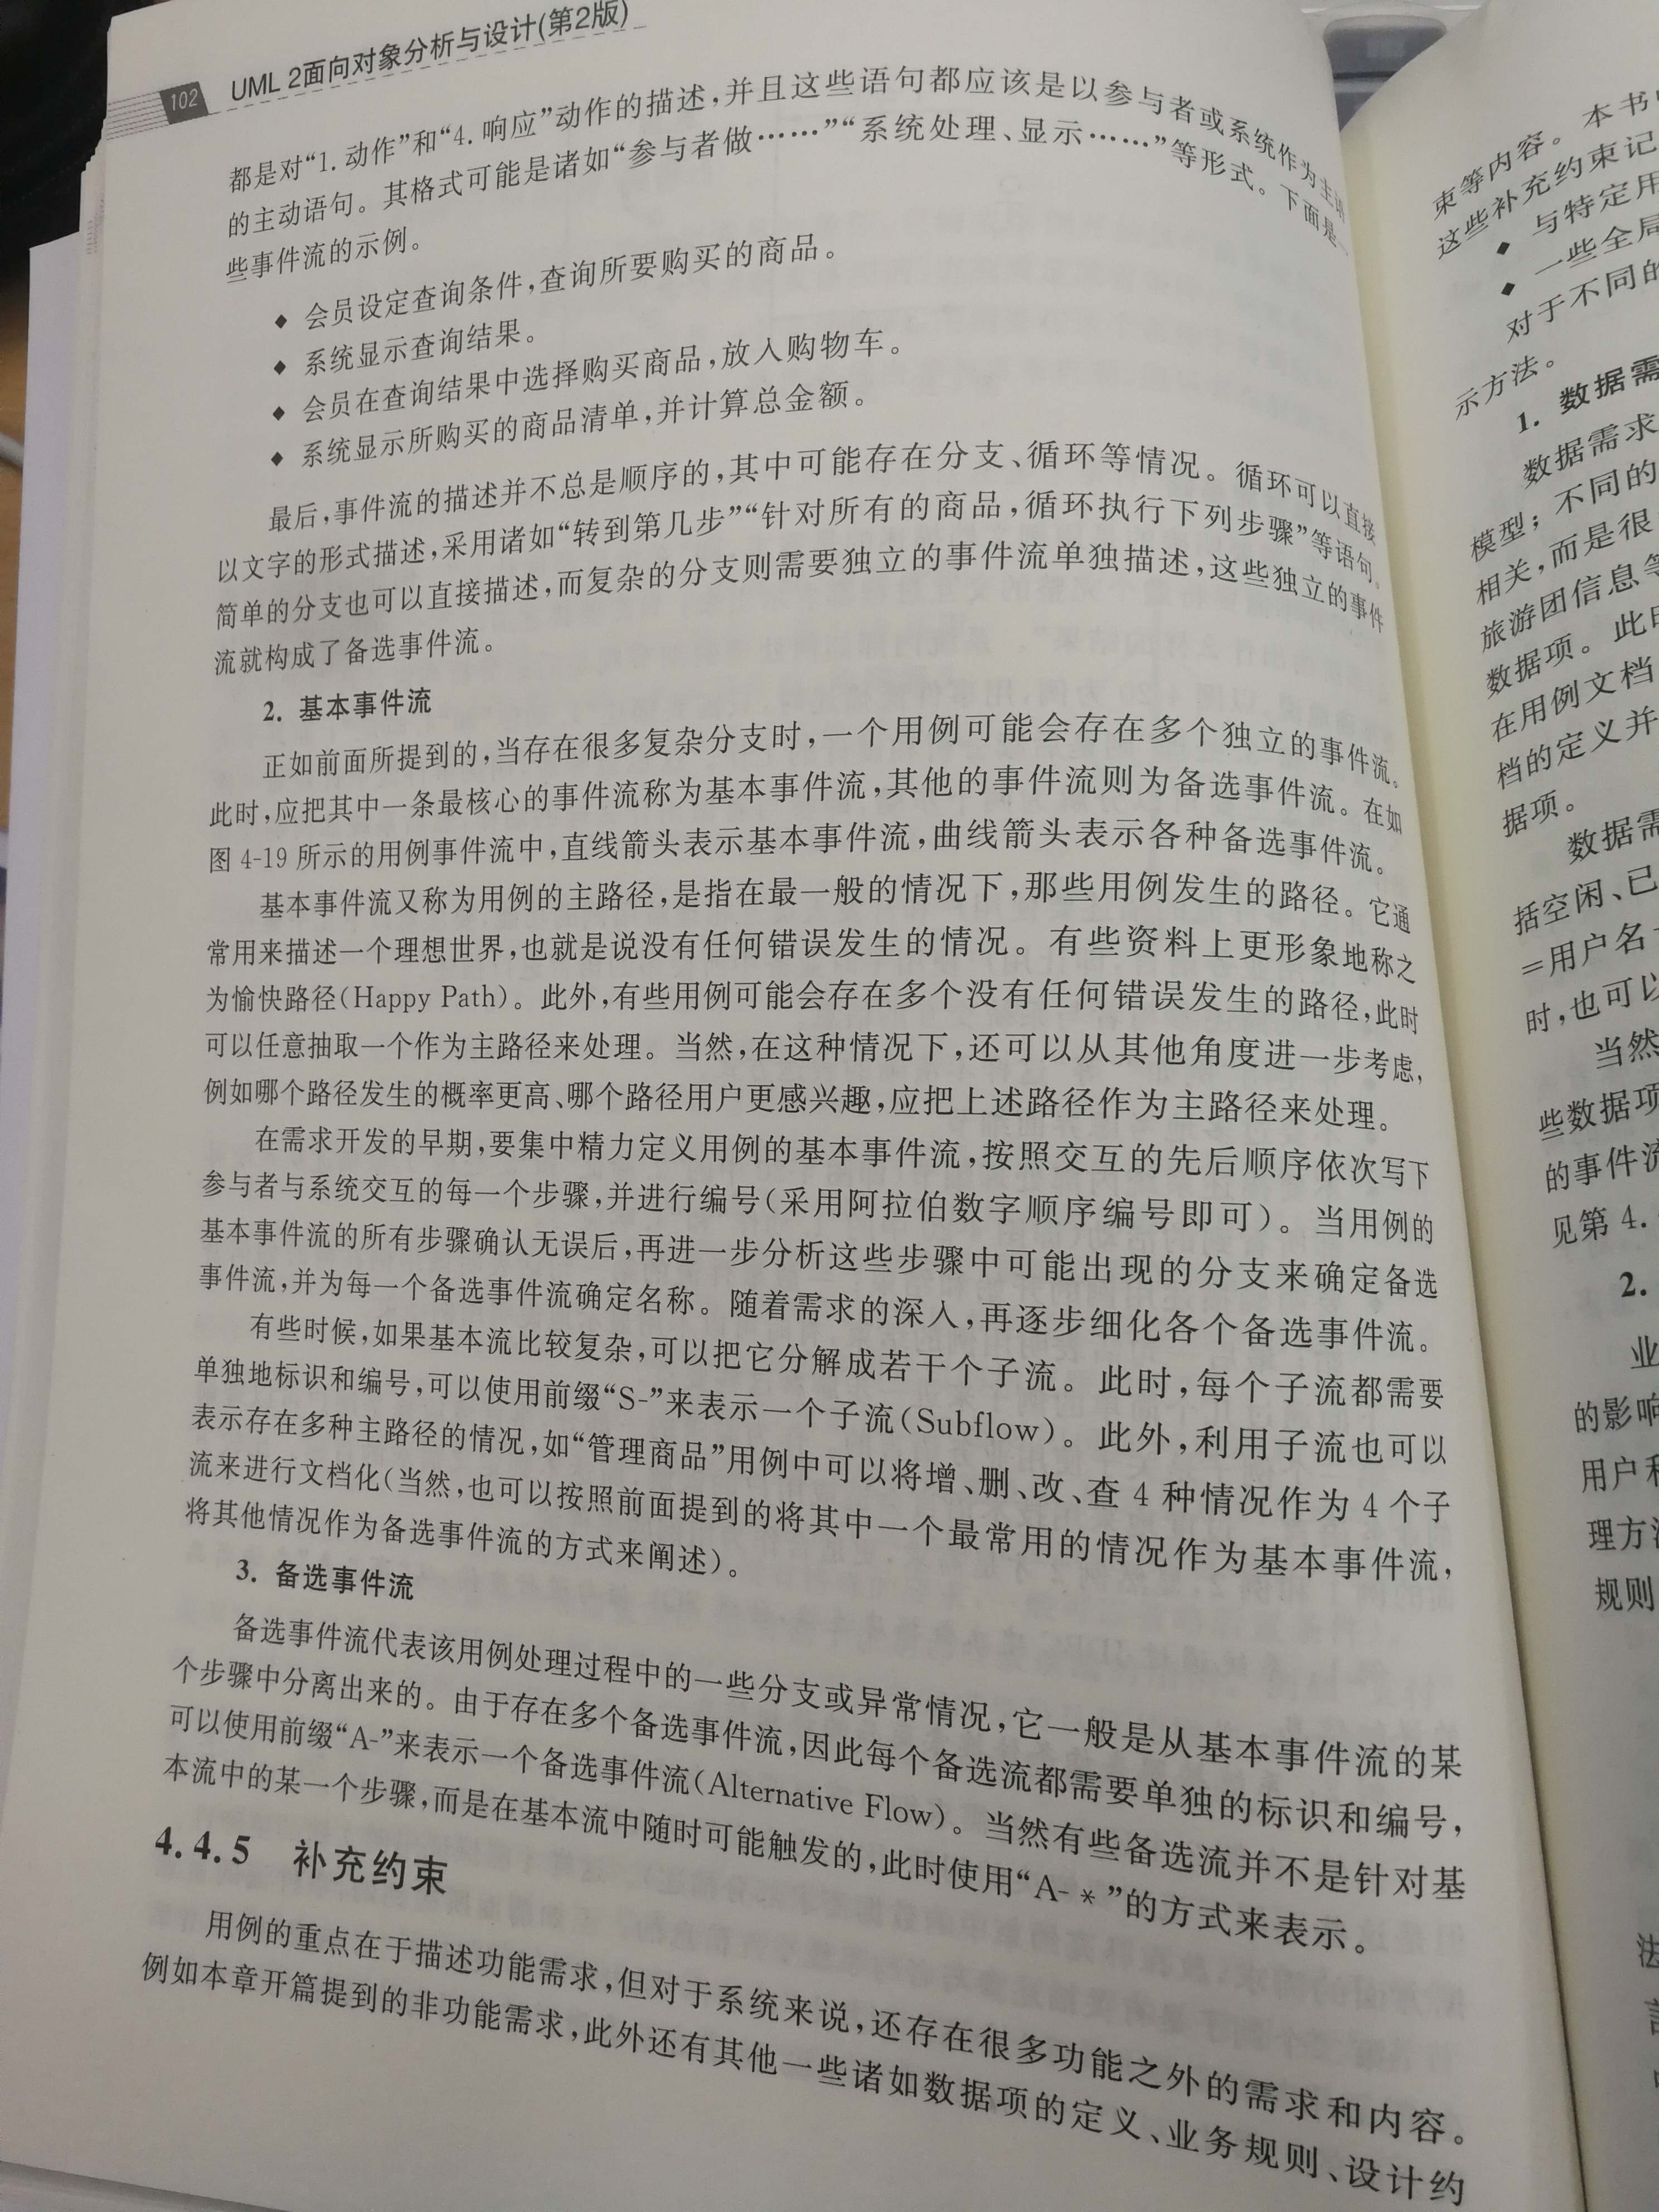 102
UML 2面向对象分析与设计(第2版)
都是对“1. 动作”和“4. 响应”动作的描述,并且这些语句都应该是以参与者或系统作为主语
的主动语句。其格式可能是诸如“参与者做……”“系统处理、显示……”等形式。下面是一
些事件流的示例。
◆ 会员设定查询条件,查询所要购买的商品。
◆ 系统显示查询结果。
◆ 会员在查询结果中选择购买商品,放入购物车。
◆ 系统显示所购买的商品清单,并计算总金额。
最后,事件流的描述并不总是顺序的,其中可能存在分支、循环等情况。循环可以直接
以文字的形式描述,采用诸如“转到第几步”“针对所有的商品,循环执行下列步骤”等语句。
简单的分支也可以直接描述,而复杂的分支则需要独立的事件流单独描述,这些独立的事件
流就构成了备选事件流。
2. 基本事件流
正如前面所提到的,当存在很多复杂分支时,一个用例可能会存在多个独立的事件流。
此时,应把其中一条最核心的事件流称为基本事件流,其他的事件流则为备选事件流。在如
图 4-19 所示的用例事件流中,直线箭头表示基本事件流,曲线箭头表示各种备选事件流。
基本事件流又称为用例的主路径,是指在最一般的情况下,那些用例发生的路径。它通
常用来描述一个理想世界,也就是说没有任何错误发生的情况。有些资料上更形象地称之
为愉快路径(Happy Path)。此外,有些用例可能会存在多个没有任何错误发生的路径,此时
可以任意抽取一个作为主路径来处理。当然,在这种情况下,还可以从其他角度进一步考虑,
例如哪个路径发生的概率更高、哪个路径用户更感兴趣,应把上述路径作为主路径来处理。
在需求开发的早期,要集中精力定义用例的基本事件流,按照交互的先后顺序依次写下
参与者与系统交互的每一个步骤,并进行编号(采用阿拉伯数字顺序编号即可)。当用例的
基本事件流的所有步骤确认无误后,再进一步分析这些步骤中可能出现的分支来确定备选
事件流,并为每一个备选事件流确定名称。随着需求的深入,再逐步细化各个备选事件流。
有些时候,如果基本流比较复杂,可以把它分解成若干个子流。此时,每个子流都需要
单独地标识和编号,可以使用前缀“S-”来表示一个子流(Subflow)。此外,利用子流也可以
表示存在多种主路径的情况,如“管理商品”用例中可以将增、删、改、查 4 种情况作为 4 个子
流来进行文档化(当然,也可以按照前面提到的将其中一个最常用的情况作为基本事件流,
将其他情况作为备选事件流的方式来阐述)。
3. 备选事件流
备选事件流代表该用例处理过程中的一些分支或异常情况,它一般是从基本事件流的某
个步骤中分离出来的。由于存在多个备选事件流,因此每个备选流都需要单独的标识和编号,
可以使用前缀“A-”来表示一个备选事件流(Alternative Flow)。当然有些备选流并不是针对基
本流中的某一个步骤,而是在基本流中随时可能触发的,此时使用“A- * ”的方式来表示。
4.4.5 补充约束
用例的重点在于描述功能需求,但对于系统来说,还存在很多功能之外的需求和内容。
例如本章开篇提到的非功能需求,此外还有其他一些诸如数据项的定义、业务规则、设计约
束等内容。本书
这些补充约束记
◆ 与特定用
◆ 一些全局
对于不同的
示方法。
1. 数据需
数据需求
模型;不同的
相关,而是很
旅游团信息等
数据项。此
在用例文档
档的定义并
据项。
数据需
括空闲、已
=用户名
时,也可以
当然
些数据项
的事件流
见第 4.
2.
业
的影响
用户和
理方法
规则
法